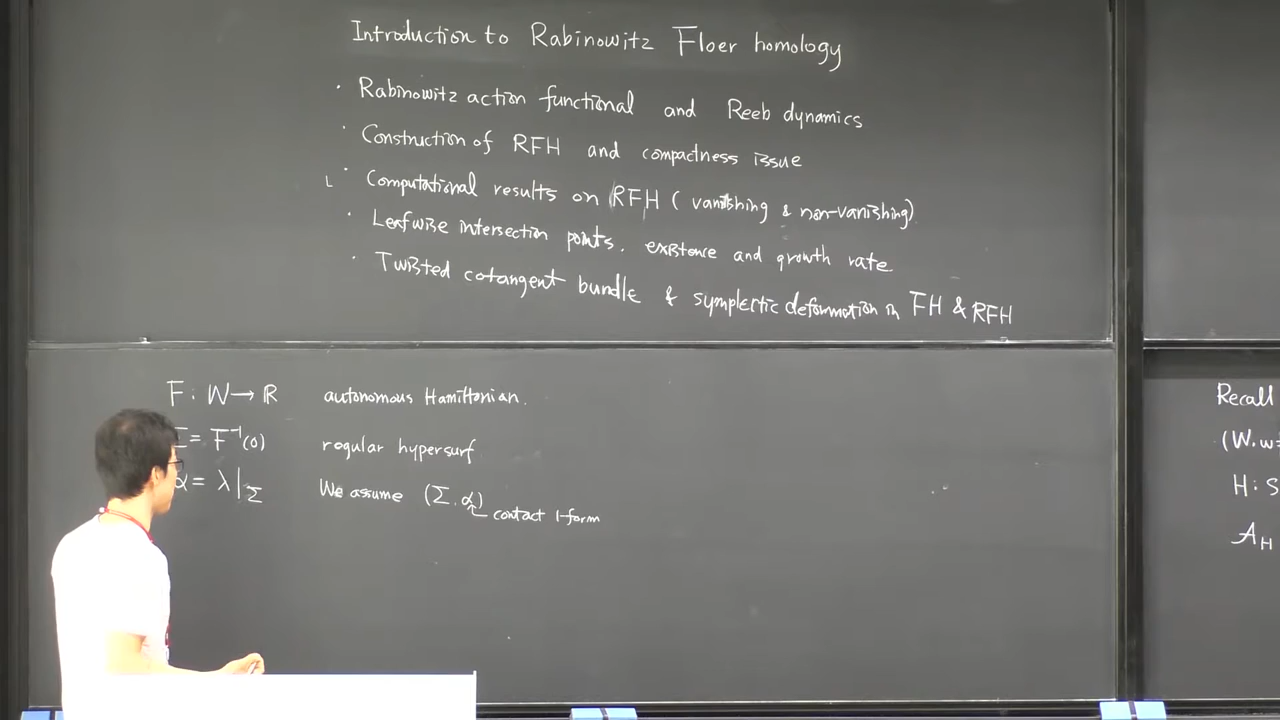 Introduction to Rabinowitz Floer homology
· Rabinowitz action functional and Reeb dynamics
· Construction of RFH and compactness issue
· Computational results on RFH ( vanishing & non-vanishing)
· Leafwise intersection points. existence and growth rate
· Twisted cotangent bundle & symplectic deformation in FH & RFH
F : W → ℝ autonomous Hamiltonian.
Σ = F⁻¹(0) regular hypersurf
α = λ|_Σ We assume (Σ, α)
contact 1-form
Recall
(W. ω=
H : S
A_H